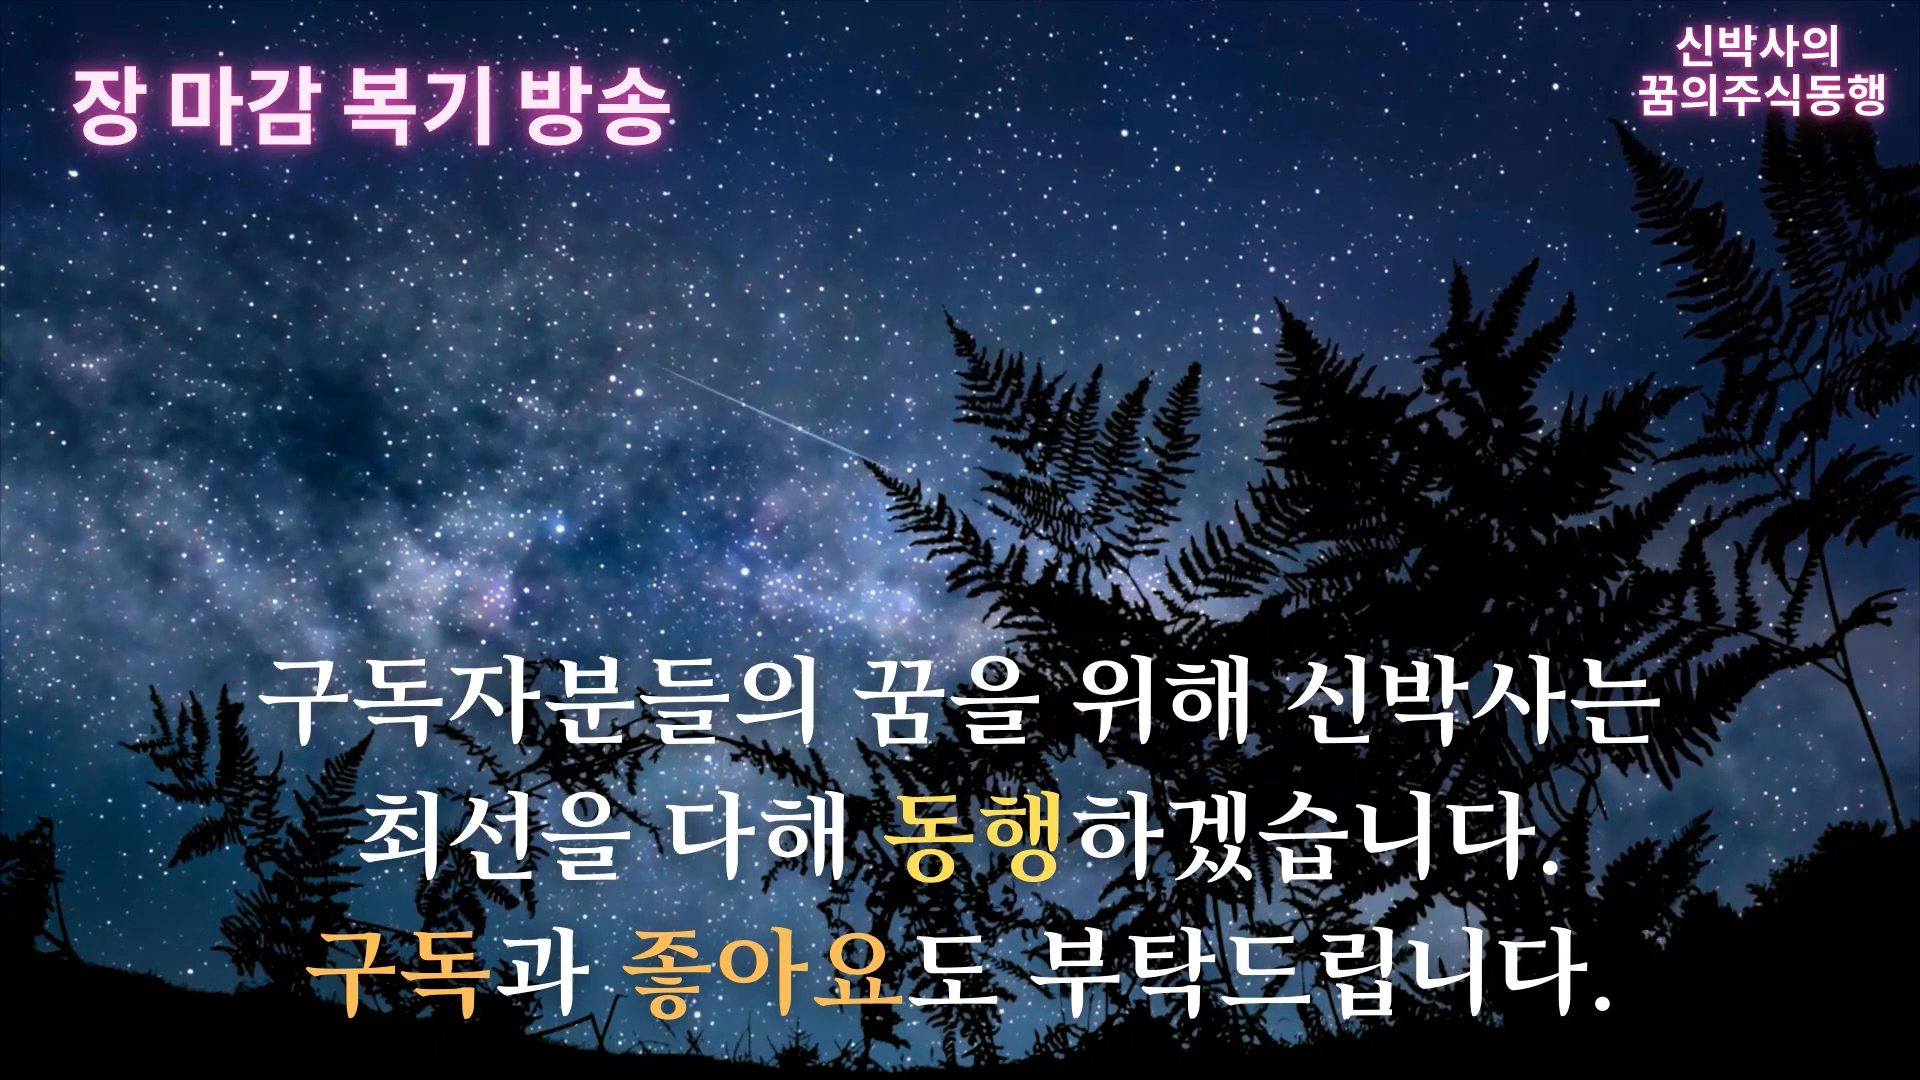 장 마감 복기 방송
신박사의
꿈의주식동행
구독자분들의 꿈을 위해 신박사는
최선을 다해 동행하겠습니다.
구독과 좋아요도 부탁드립니다.